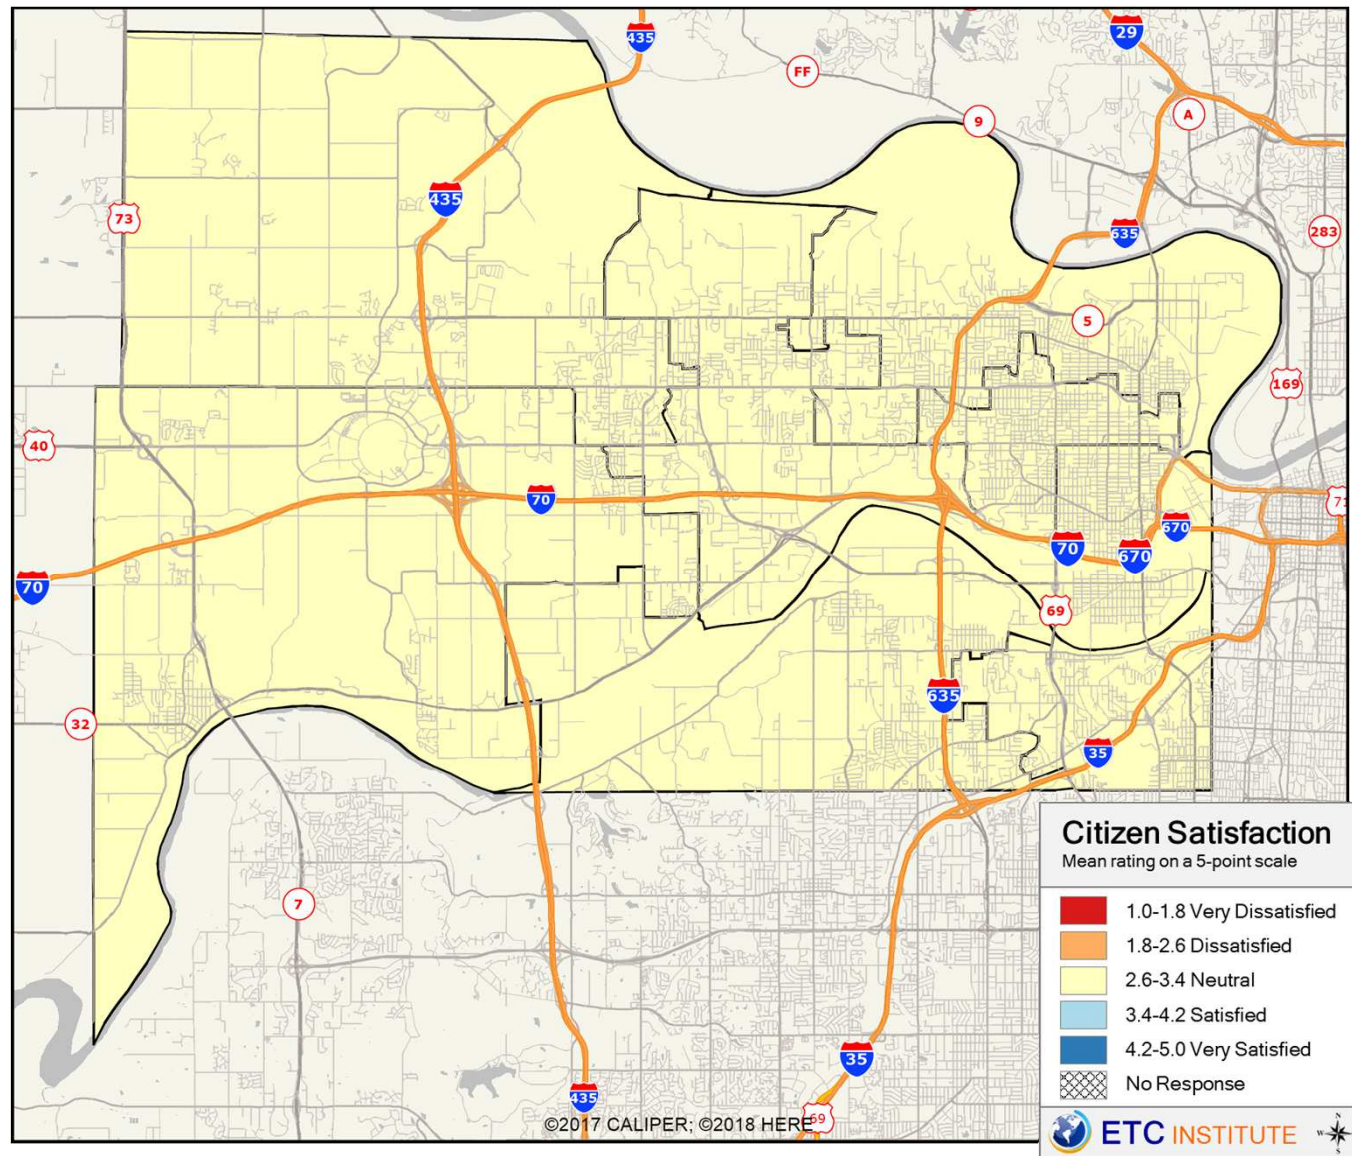 435
29
FF
9
A
435
73
635
283
5
169
40
70
71
670
70
670
70
69
635
32
35
7
35
435
69
©2017 CALIPER; ©2018 HERE
Citizen Satisfaction
Mean rating on a 5-point scale
1.0-1.8 Very Dissatisfied
1.8-2.6 Dissatisfied
2.6-3.4 Neutral
3.4-4.2 Satisfied
4.2-5.0 Very Satisfied
No Response
ETC INSTITUTE
N
W
S